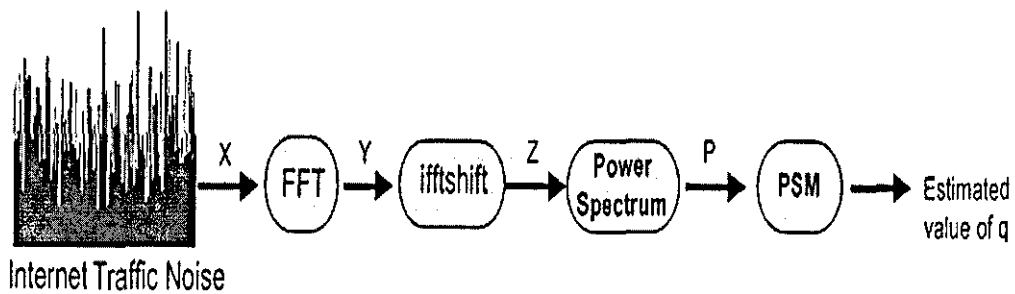 X
FFT
Y
ifftshift
Z
Power
Spectrum
P
PSM
Estimated
value of q
Internet Traffic Noise